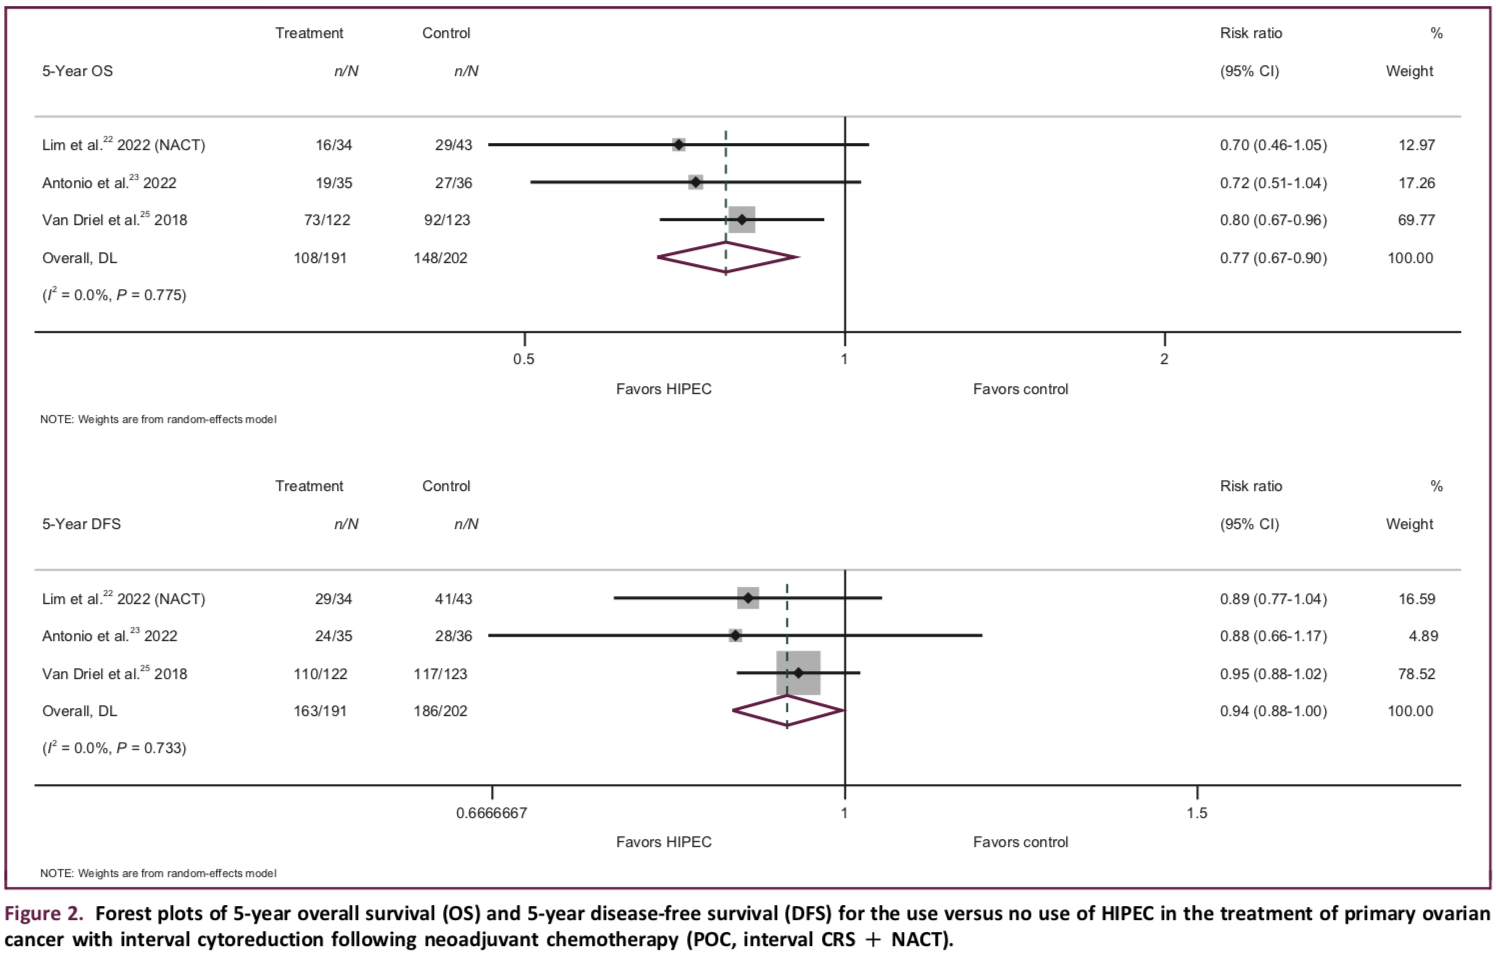 Treatment Control Risk ratio %
5-Year OS n/N n/N (95% CI) Weight
Lim et al.22 2022 (NACT) 16/34 29/43 0.70 (0.46-1.05) 12.97
Antonio et al.23 2022 19/35 27/36 0.72 (0.51-1.04) 17.26
Van Driel et al.25 2018 73/122 92/123 0.80 (0.67-0.96) 69.77
Overall, DL 108/191 148/202 0.77 (0.67-0.90) 100.00
(I2 = 0.0%, P = 0.775)
0.5 1 2
Favors HIPEC Favors control
NOTE: Weights are from random-effects model
Treatment Control Risk ratio %
5-Year DFS n/N n/N (95% CI) Weight
Lim et al.22 2022 (NACT) 29/34 41/43 0.89 (0.77-1.04) 16.59
Antonio et al.23 2022 24/35 28/36 0.88 (0.66-1.17) 4.89
Van Driel et al.25 2018 110/122 117/123 0.95 (0.88-1.02) 78.52
Overall, DL 163/191 186/202 0.94 (0.88-1.00) 100.00
(I2 = 0.0%, P = 0.733)
0.6666667 1 1.5
Favors HIPEC Favors control
NOTE: Weights are from random-effects model
Figure 2. Forest plots of 5-year overall survival (OS) and 5-year disease-free survival (DFS) for the use versus no use of HIPEC in the treatment of primary ovarian
cancer with interval cytoreduction following neoadjuvant chemotherapy (POC, interval CRS + NACT).